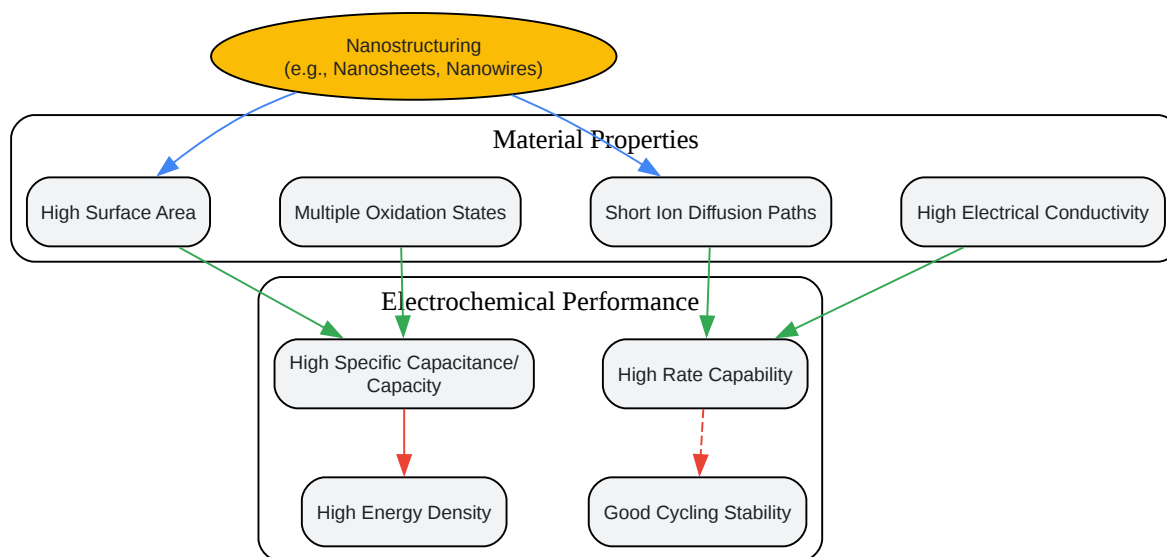 Nanostructuring
(e.g., Nanosheets, Nanowires)
Material Properties
High Surface Area
Multiple Oxidation States
Short Ion Diffusion Paths
High Electrical Conductivity
Electrochemical Performance
High Specific Capacitance/
Capacity
High Rate Capability
High Energy Density
Good Cycling Stability